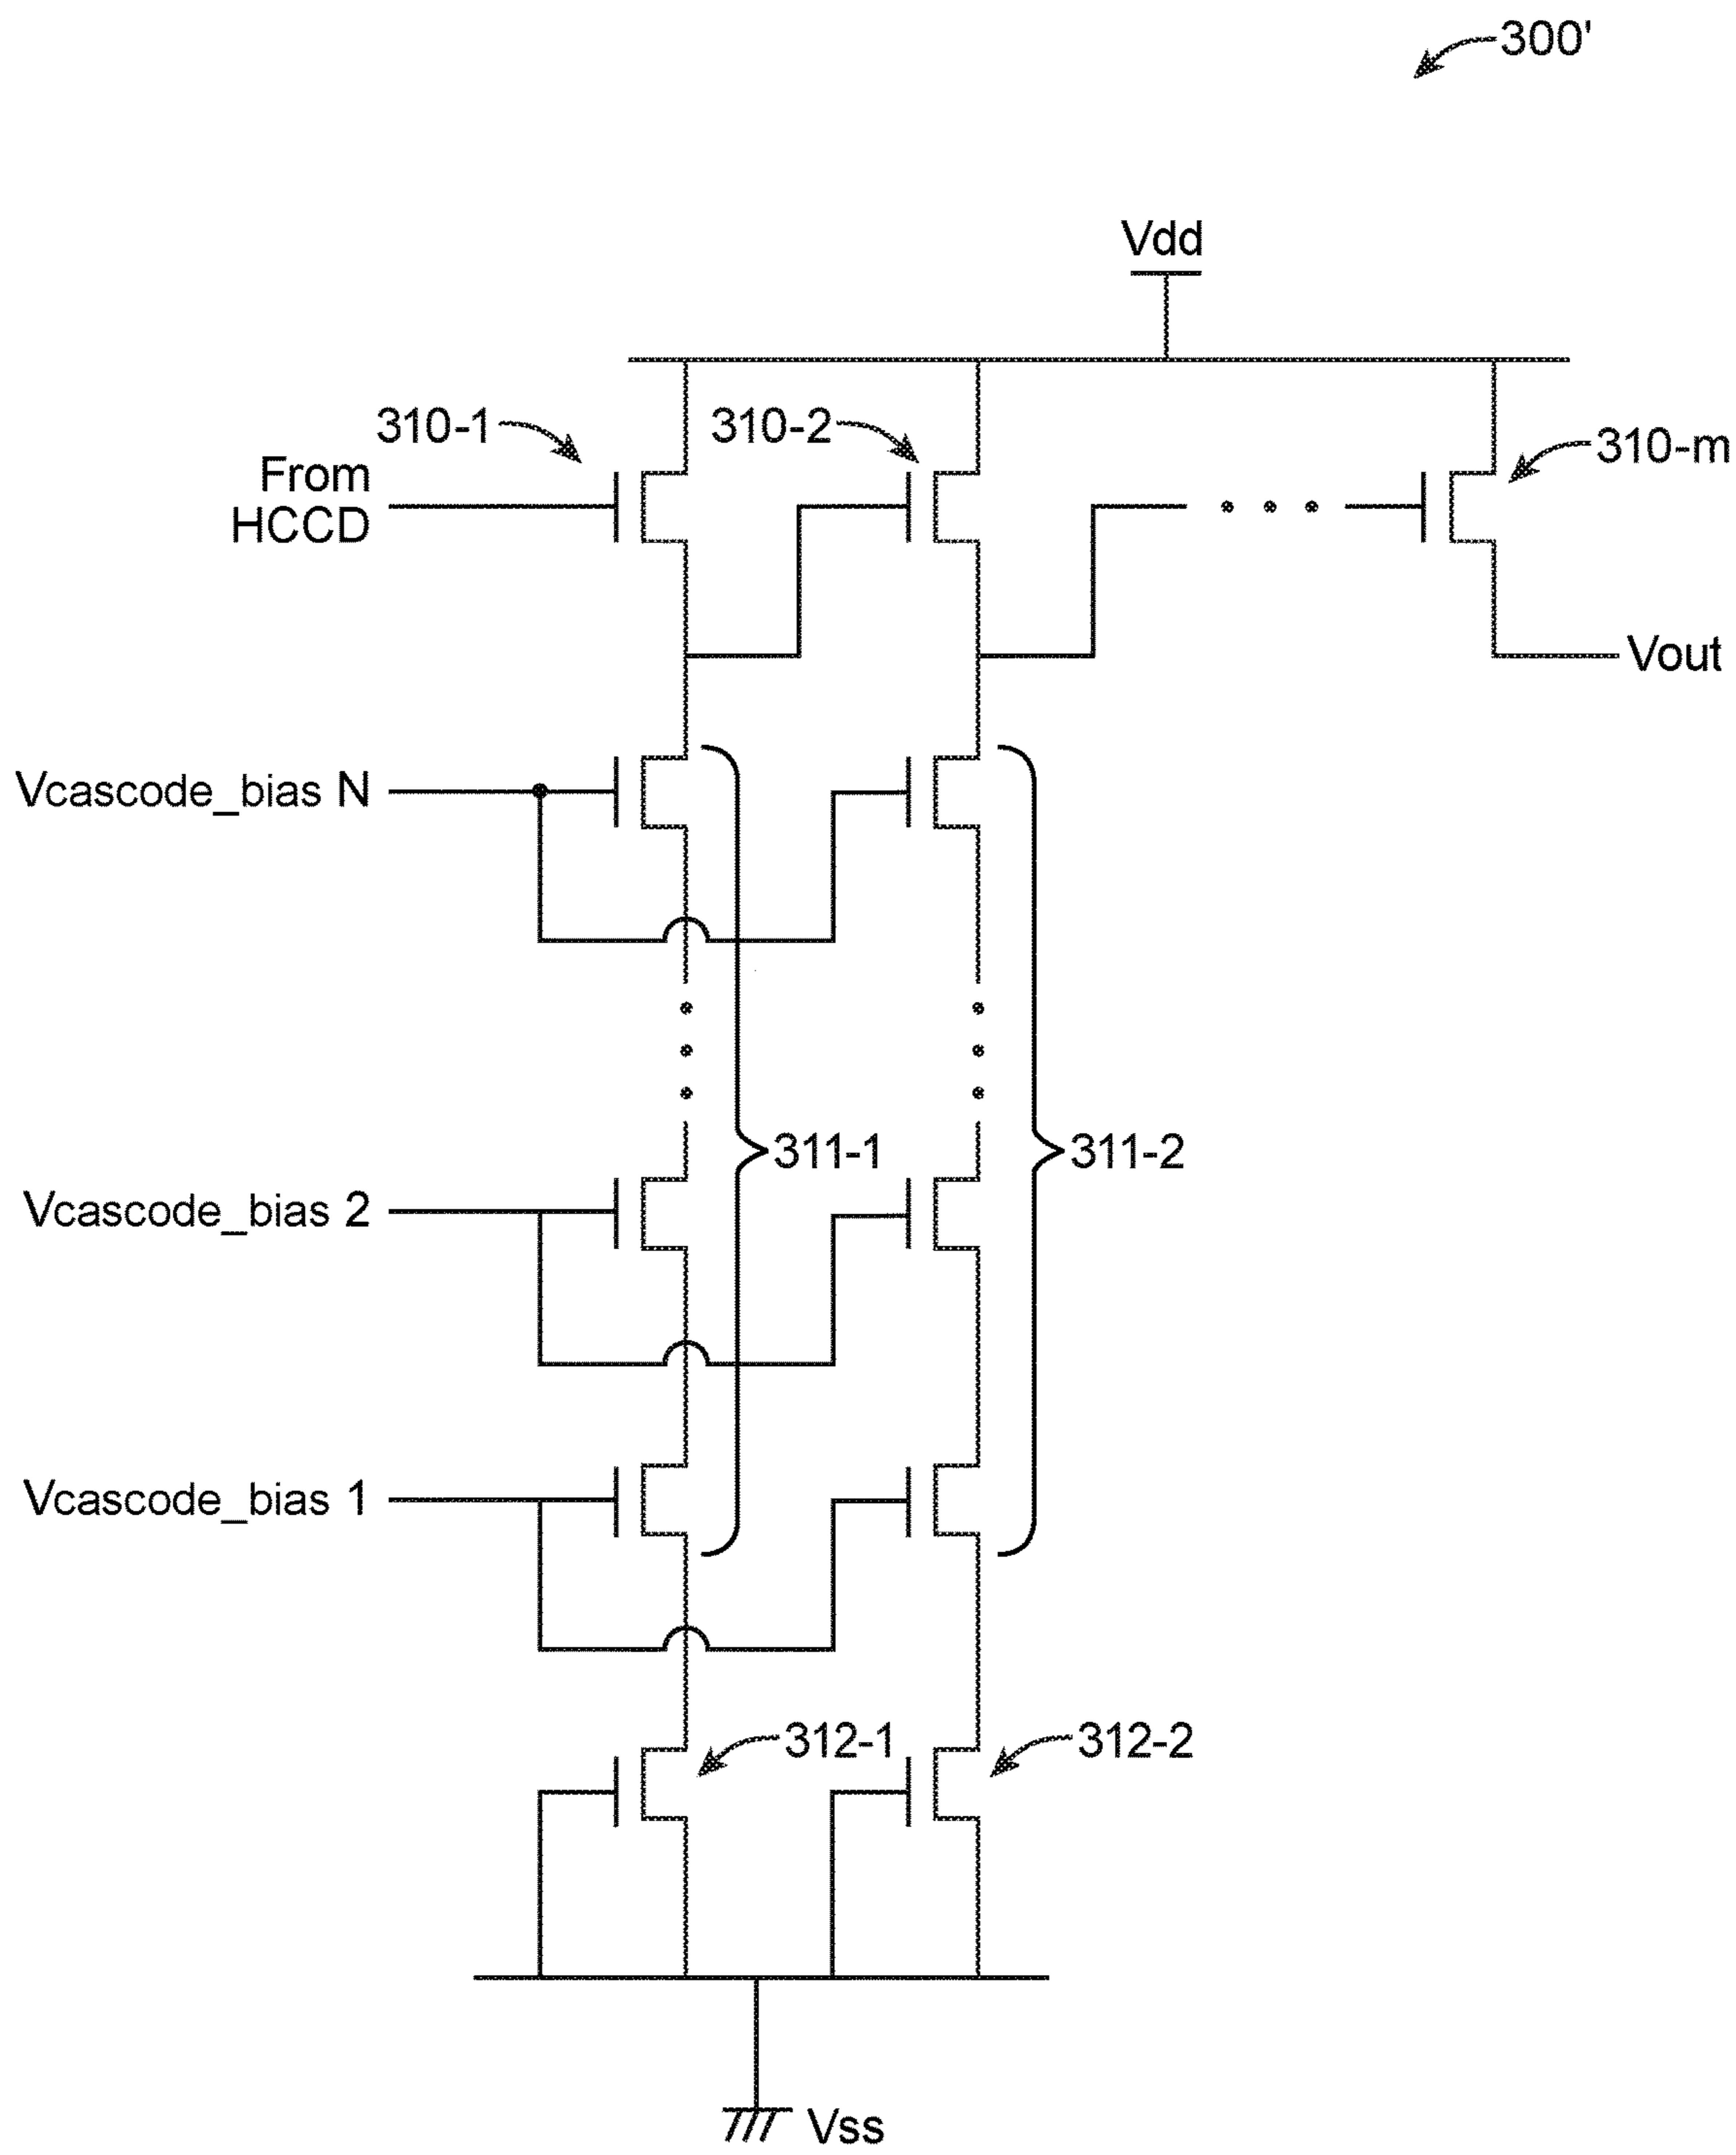 300'
Vdd
310-1
310-2
310-m
From
HCCD
Vout
Vcascode_bias N
311-1
311-2
Vcascode_bias 2
Vcascode_bias 1
312-1
312-2
Vss